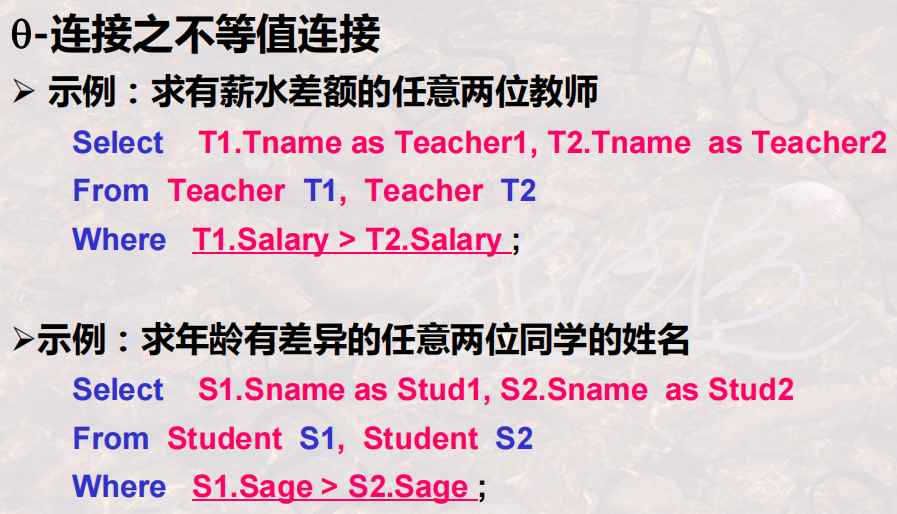 θ-连接之不等值连接
➢ 示例：求有薪水差额的任意两位教师
Select T1.Tname as Teacher1, T2.Tname as Teacher2
From Teacher T1, Teacher T2
Where T1.Salary > T2.Salary ;
➢示例：求年龄有差异的任意两位同学的姓名
Select S1.Sname as Stud1, S2.Sname as Stud2
From Student S1, Student S2
Where S1.Sage > S2.Sage ;